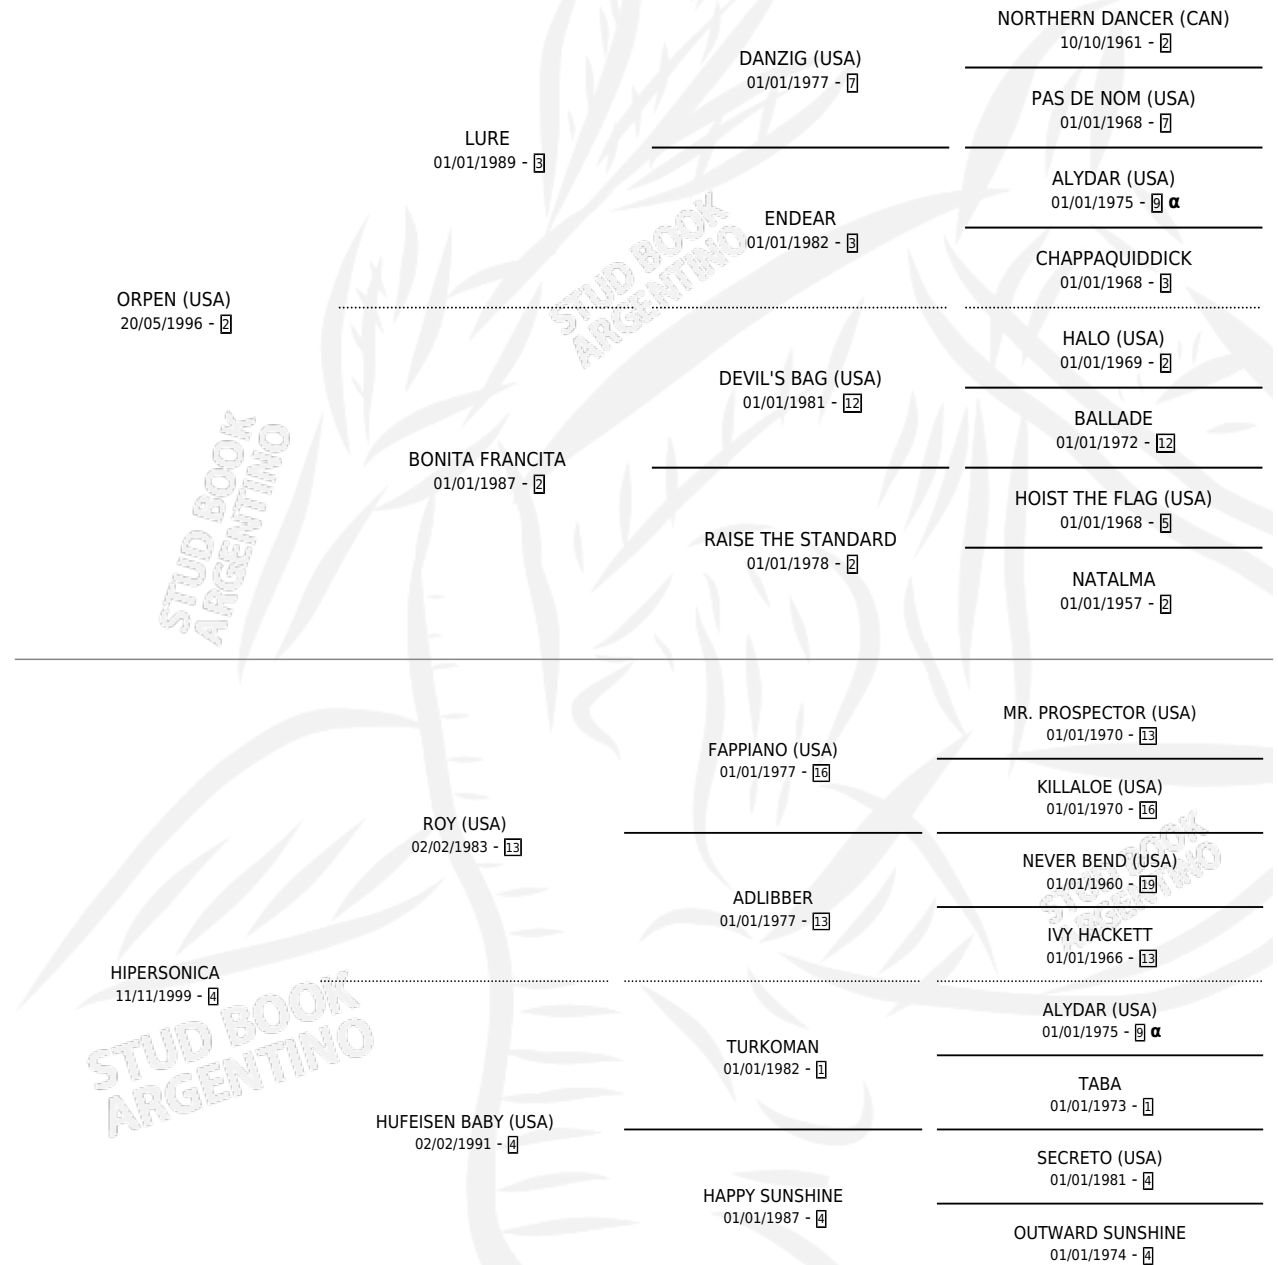 NORTHERN DANCER (CAN)
10/10/1961 - 2
DANZIG (USA)
01/01/1977 - 7
PAS DE NOM (USA)
01/01/1968 - 7
LURE
01/01/1989 - 3
ALYDAR (USA)
01/01/1975 - 9 α
ENDEAR
01/01/1982 - 3
CHAPPAQUIDDICK
01/01/1968 - 3
ORPEN (USA)
20/05/1996 - 2
HALO (USA)
01/01/1969 - 2
DEVIL'S BAG (USA)
01/01/1981 - 12
BALLADE
01/01/1972 - 12
BONITA FRANCITA
01/01/1987 - 2
HOIST THE FLAG (USA)
01/01/1968 - 5
RAISE THE STANDARD
01/01/1978 - 2
NATALMA
01/01/1957 - 2
MR. PROSPECTOR (USA)
01/01/1970 - 13
FAPPIANO (USA)
01/01/1977 - 16
KILLALOE (USA)
01/01/1970 - 16
ROY (USA)
02/02/1983 - 13
NEVER BEND (USA)
01/01/1960 - 19
ADLIBBER
01/01/1977 - 13
IVY HACKETT
01/01/1966 - 13
HIPERSONICA
11/11/1999 - 4
ALYDAR (USA)
01/01/1975 - 9 α
TURKOMAN
01/01/1982 - 1
TABA
01/01/1973 - 1
HUFEISEN BABY (USA)
02/02/1991 - 4
SECRETO (USA)
01/01/1981 - 4
HAPPY SUNSHINE
01/01/1987 - 4
OUTWARD SUNSHINE
01/01/1974 - 4
STUD BOOK
ARGENTINO
STUD BOOK
ARGENTINO
STUD BOOK
ARGENTINO
STUD BOOK
ARGENTINO